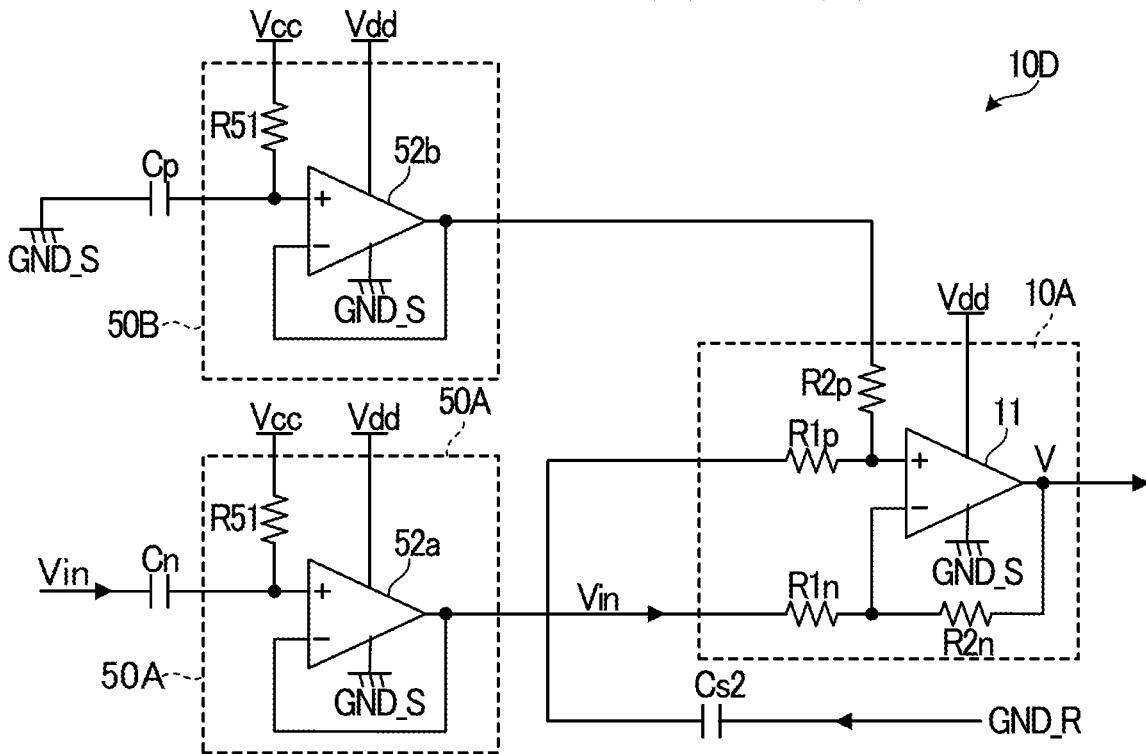 Vcc
Vdd
10D
R51
Cp
52b
+
−
GND_S
GND_S
50B
Vdd
10A
50A
R2p
Vcc
Vdd
R1p
11
V
+
−
R51
52a
GND_S
Vin
Cn
+
−
Vin
R1n
R2n
50A
GND_S
Cs2
GND_R